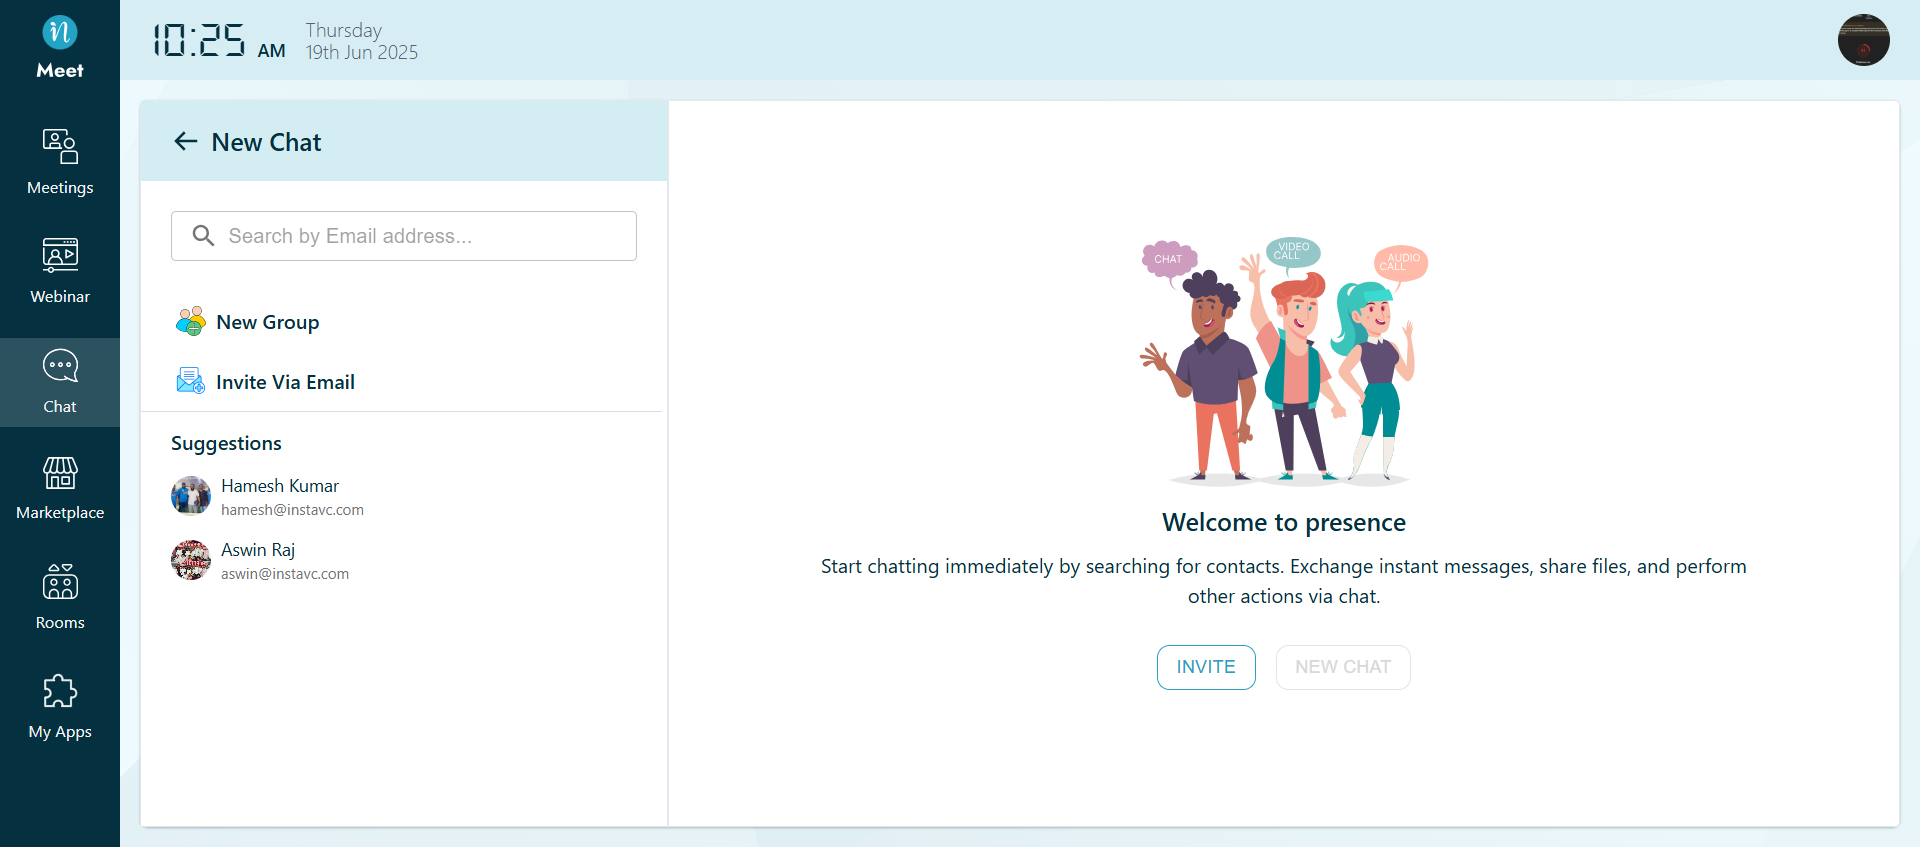 Meet
10:25 AM
Thursday
19th Jun 2025
Meetings
Webinar
Chat
Marketplace
Rooms
My Apps
New Chat
Search by Email address...
New Group
Invite Via Email
Suggestions
Hamesh Kumar
hamesh@instavc.com
Aswin Raj
aswin@instavc.com
CHAT
VIDEO
CALL
AUDIO
CALL
Welcome to presence
Start chatting immediately by searching for contacts. Exchange instant messages, share files, and perform
other actions via chat.
INVITE
NEW CHAT